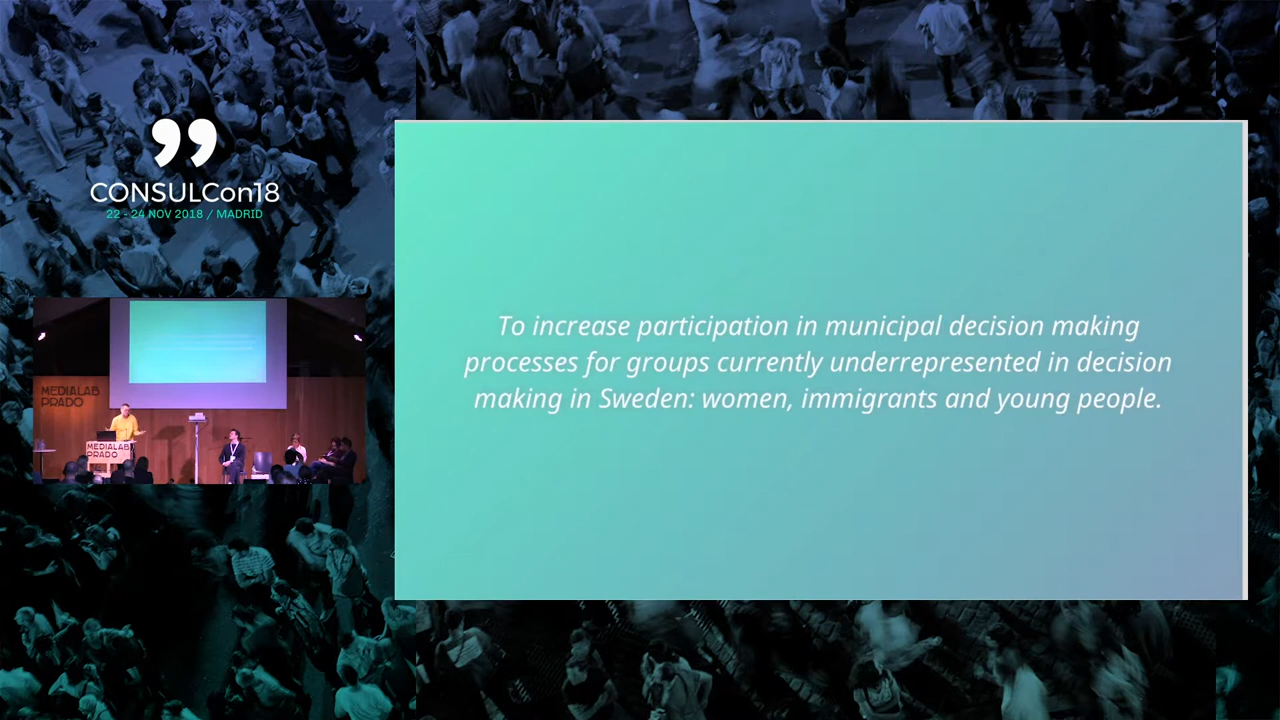 CONSULCon18
22 - 24 NOV 2018 / MADRID
MEDIALAB
PRADO
MEDIALAB
PRADO
To increase participation in municipal decision making
processes for groups currently underrepresented in decision
making in Sweden: women, immigrants and young people.